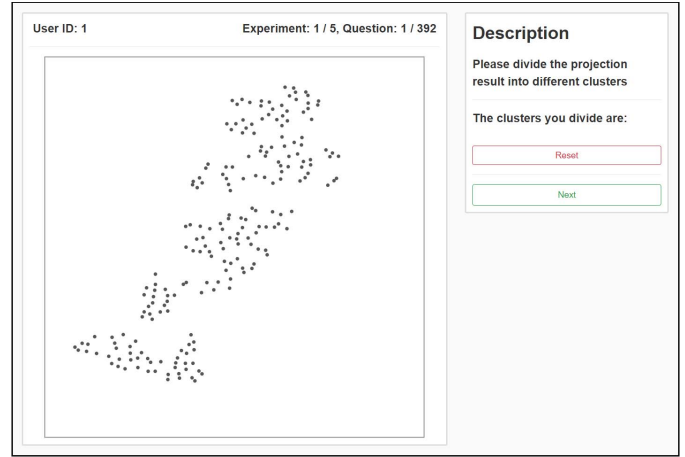 User ID: 1
Experiment: 1 / 5, Question: 1 / 392
Description
Please divide the projection
result into different clusters
The clusters you divide are:
Reset
Next